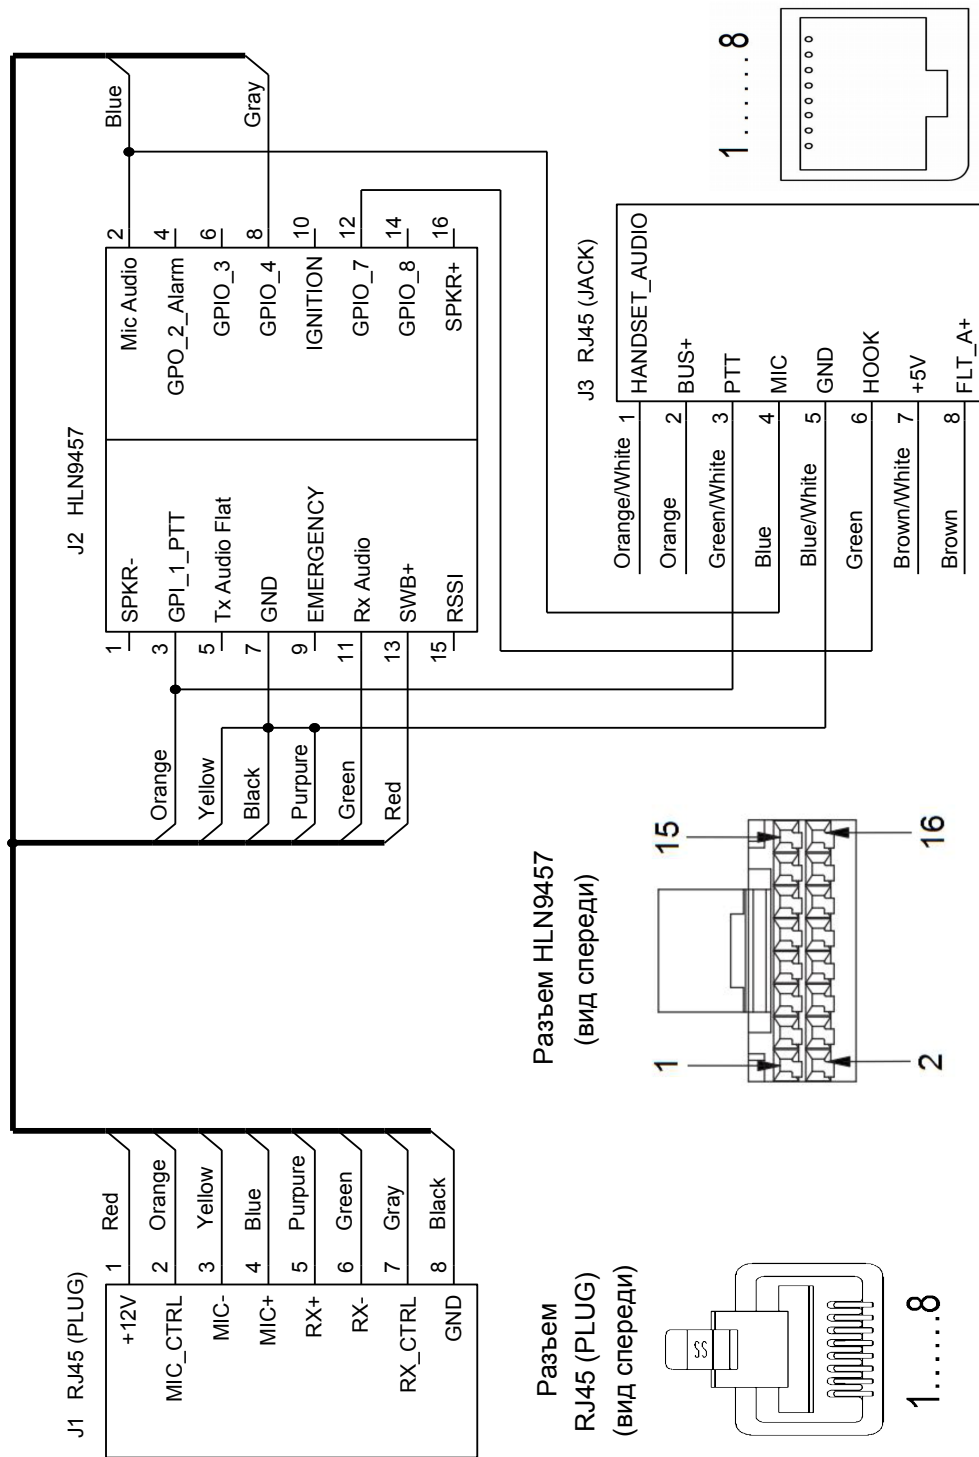 J1 RJ45 (PLUG)
+12V
MIC_CTRL
MIC-
MIC+
RX+
RX-
RX_CTRL
GND
1
2
3
4
5
6
7
8
Red
Orange
Yellow
Blue
Purpure
Green
Gray
Black
Orange
Yellow
Black
Purpure
Green
Red
J2 HLN9457
1
3
5
7
9
11
13
15
SPKR-
GPI_1_PTT
Tx Audio Flat
GND
EMERGENCY
Rx Audio
SWB+
RSSI
Mic Audio
GPO_2_Alarm
GPIO_3
GPIO_4
IGNITION
GPIO_7
GPIO_8
SPKR+
2
4
6
8
10
12
14
16
Blue
Gray
J3 RJ45 (JACK)
Orange/White
Orange
Green/White
Blue
Blue/White
Green
Brown/White
Brown
1
2
3
4
5
6
7
8
HANDSET_AUDIO
BUS+
PTT
MIC
GND
HOOK
+5V
FLT_A+
Разъем
RJ45 (PLUG)
(вид спереди)
SS
1.......8
Разъем HLN9457
(вид спереди)
1
15
2
16
1.......8